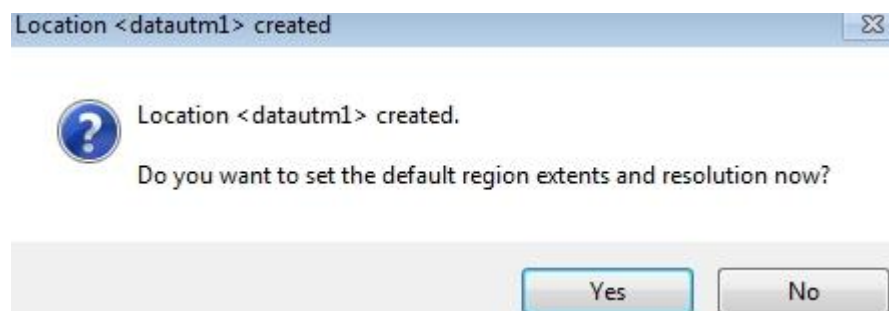 Location <datautm1> created
Location <datautm1> created.
Do you want to set the default region extents and resolution now?
Yes No